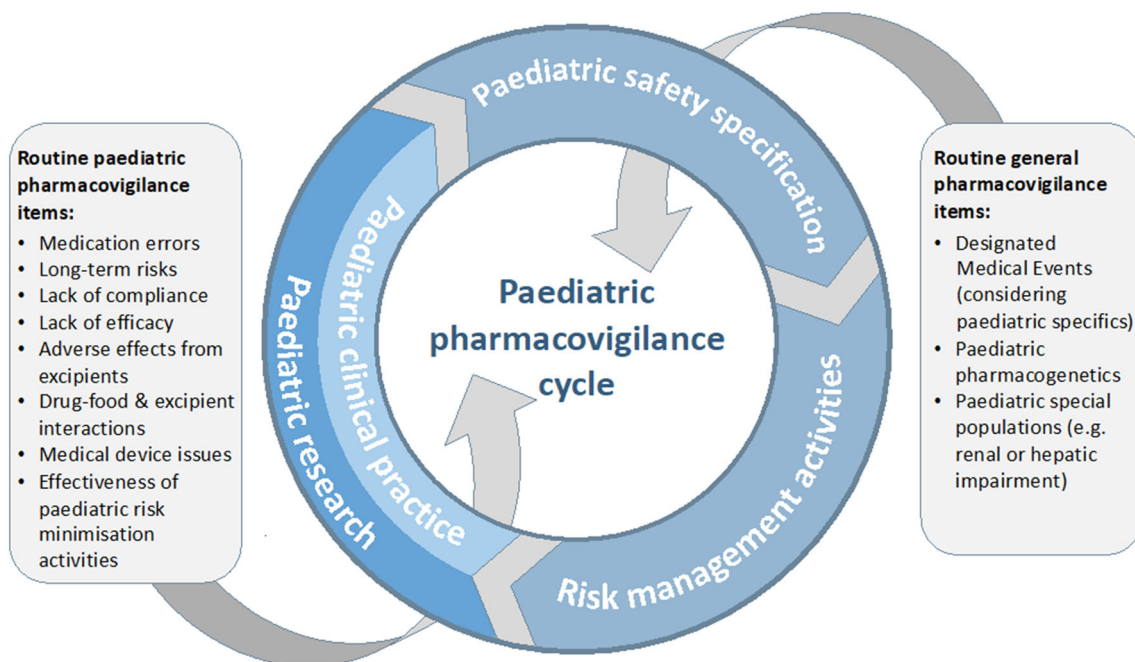 Paediatric safety specification
Routine paediatric
pharmacovigilance
items:
• Medication errors
• Long-term risks
• Lack of compliance
• Lack of efficacy
• Adverse effects from
excipients
• Drug-food & excipient
interactions
• Medical device issues
• Effectiveness of
paediatric risk
minimisation
activities
Paediatric research
Paediatric clinical practice
Paediatric
pharmacovigilance
cycle
Risk management activities
Routine general
pharmacovigilance
items:
• Designated
Medical Events
(considering
paediatric specifics)
• Paediatric
pharmacogenetics
• Paediatric special
populations (e.g.
renal or hepatic
impairment)